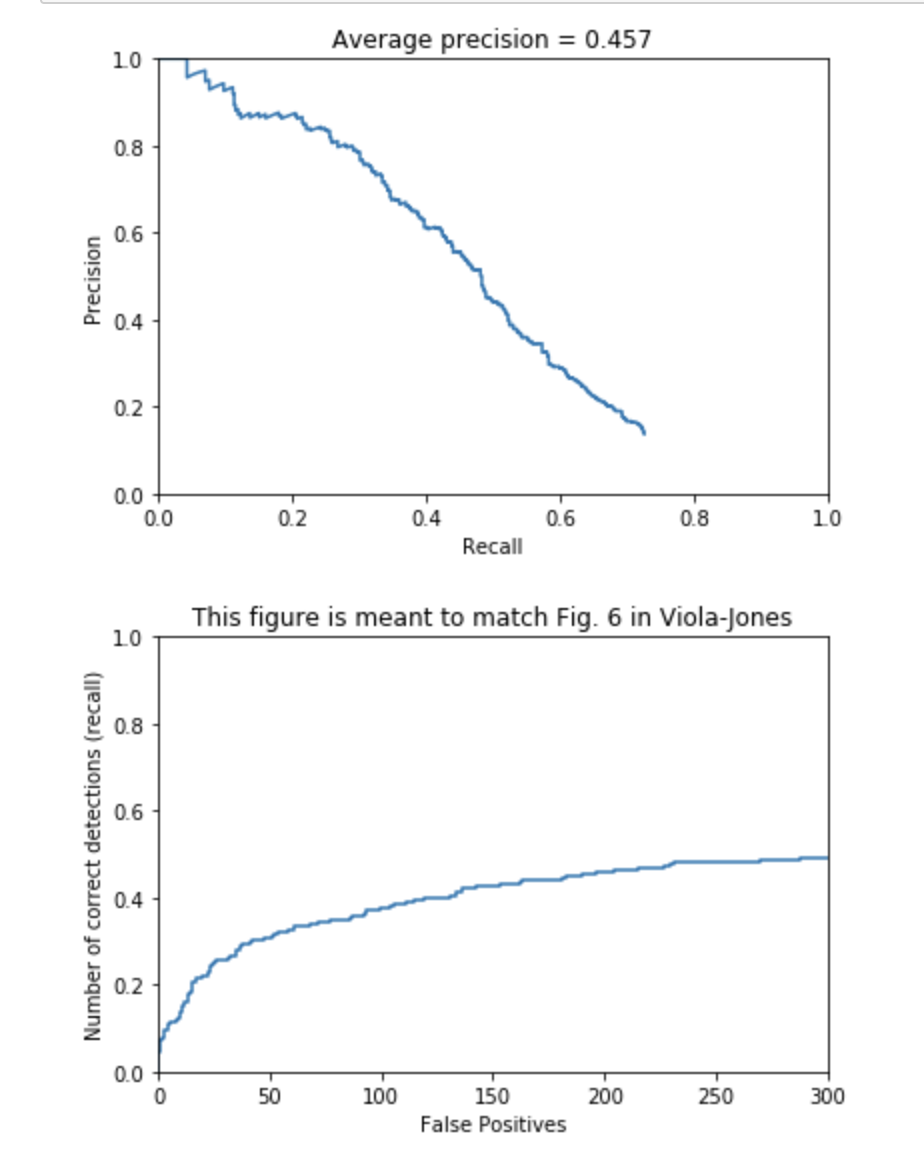 Average precision = 0.457
1.0
0.8
0.6
0.4
0.2
0.0
Precision
0.0 0.2 0.4 0.6 0.8 1.0
Recall
This figure is meant to match Fig. 6 in Viola-Jones
1.0
0.8
0.6
0.4
0.2
0.0
Number of correct detections (recall)
0 50 100 150 200 250 300
False Positives